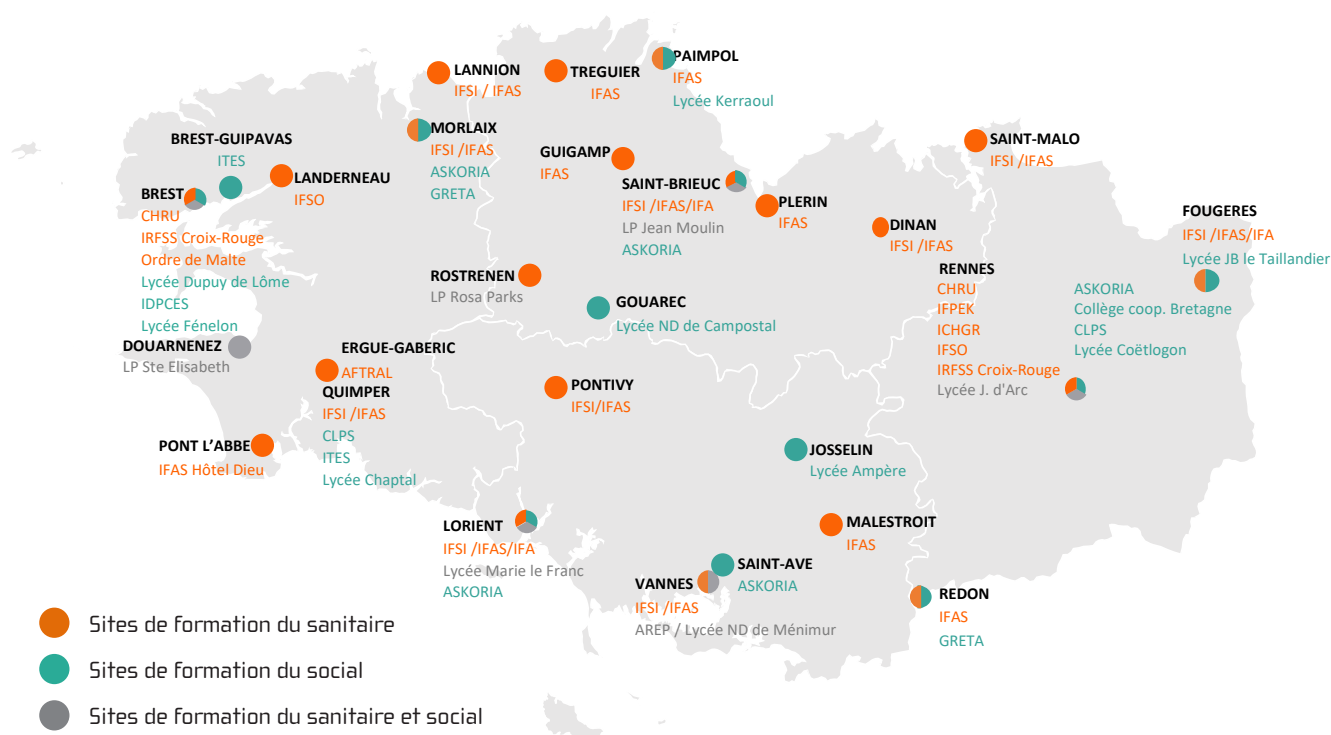 LANNION
IFSI / IFAS
TREGUIER
IFAS
PAIMPOL
IFAS
Lycée Kerraoul
BREST-GUIPAVAS
ITES
MORLAIX
IFSI /IFAS
ASKORIA
GRETA
GUIGAMP
IFAS
SAINT-MALO
IFSI /IFAS
LANDERNEAU
IFSO
BREST
CHRU
IRFSS Croix-Rouge
Ordre de Malte
Lycée Dupuy de Lôme
IDPCES
Lycée Fénelon
SAINT-BRIEUC
IFSI /IFAS/IFA
LP Jean Moulin
ASKORIA
PLERIN
IFAS
DINAN
IFSI /IFAS
FOUGERES
IFSI /IFAS/IFA
Lycée JB le Taillandier
ROSTRENEN
LP Rosa Parks
GOUAREC
Lycée ND de Campostal
RENNES
CHRU
IFPEK
ICHGR
IFSO
IRFSS Croix-Rouge
Lycée J. d'Arc
ASKORIA
Collège coop. Bretagne
CLPS
Lycée Coëtlogon
DOUARNENEZ
LP Ste Elisabeth
ERGUE-GABERIC
AFTRAL
QUIMPER
IFSI /IFAS
CLPS
ITES
Lycée Chaptal
PONTIVY
IFSI/IFAS
PONT L’ABBE
IFAS Hôtel Dieu
JOSSELIN
Lycée Ampère
LORIENT
IFSI /IFAS/IFA
Lycée Marie le Franc
ASKORIA
MALESTROIT
IFAS
SAINT-AVE
ASKORIA
VANNES
IFSI /IFAS
AREP / Lycée ND de Ménimur
REDON
IFAS
GRETA
Sites de formation du sanitaire
Sites de formation du social
Sites de formation du sanitaire et social